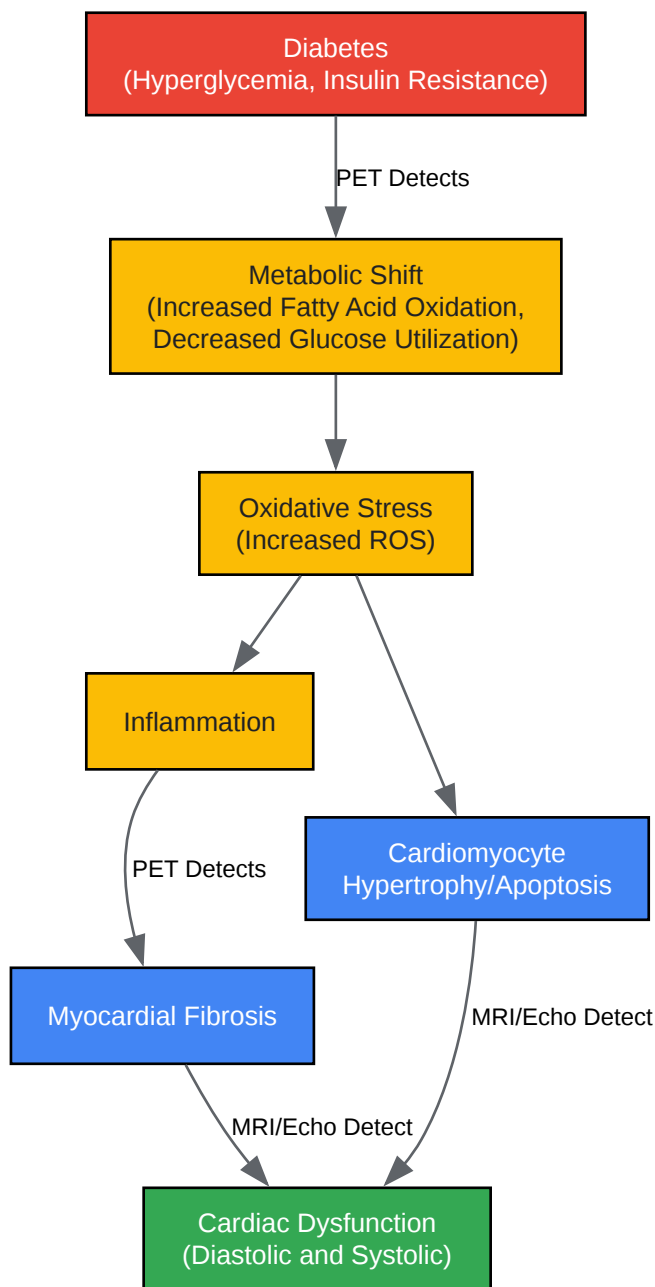 Diabetes
(Hyperglycemia, Insulin Resistance)
PET Detects
Metabolic Shift
(Increased Fatty Acid Oxidation,
Decreased Glucose Utilization)
Oxidative Stress
(Increased ROS)
Inflammation
Cardiomyocyte
Hypertrophy/Apoptosis
PET Detects
Myocardial Fibrosis
MRI/Echo Detect
MRI/Echo Detect
Cardiac Dysfunction
(Diastolic and Systolic)